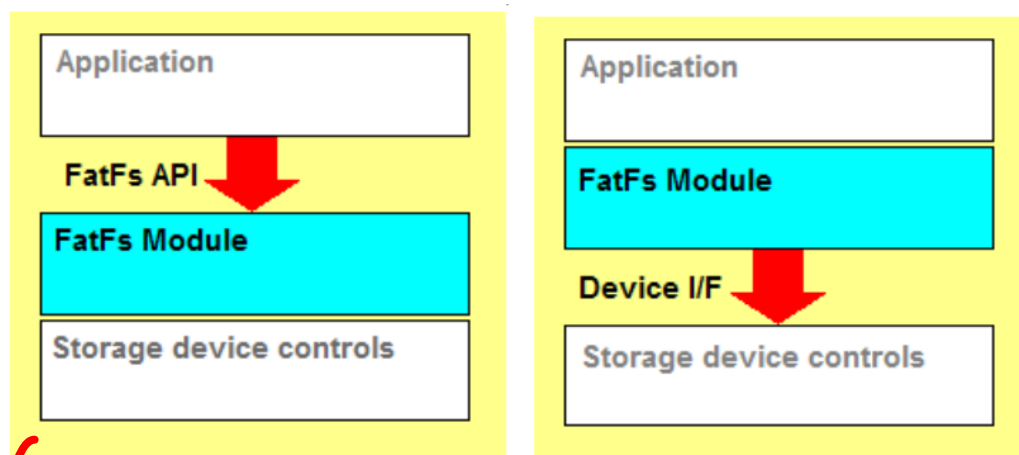 Application
FatFs API
FatFs Module
Storage device controls
Application
FatFs Module
Device I/F
Storage device controls